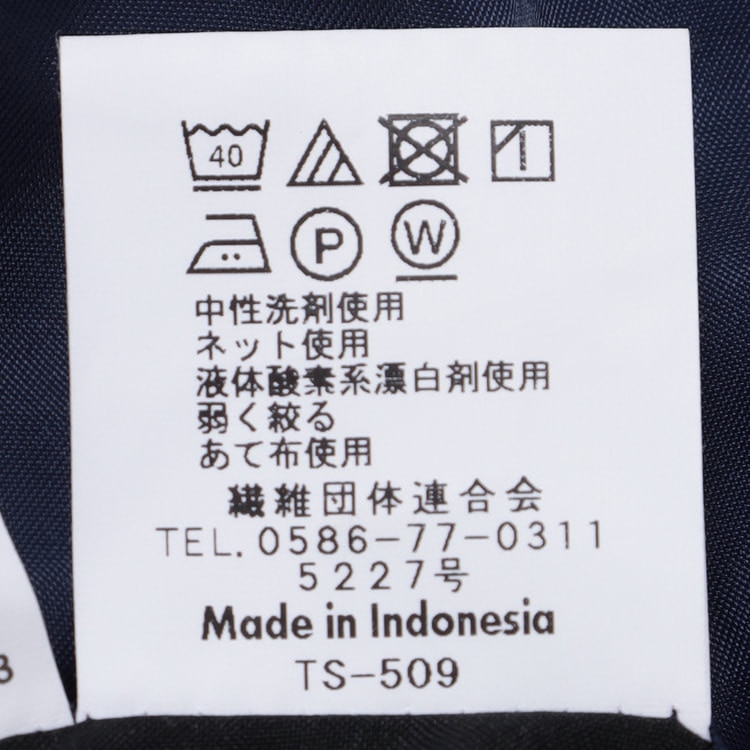 40
P W
中性洗剤使用
ネット使用
液体酸素系漂白剤使用
弱く絞る
あて布使用
繊維団体連合会
TEL. 0586-77-0311
5227号
Made in Indonesia
TS-509